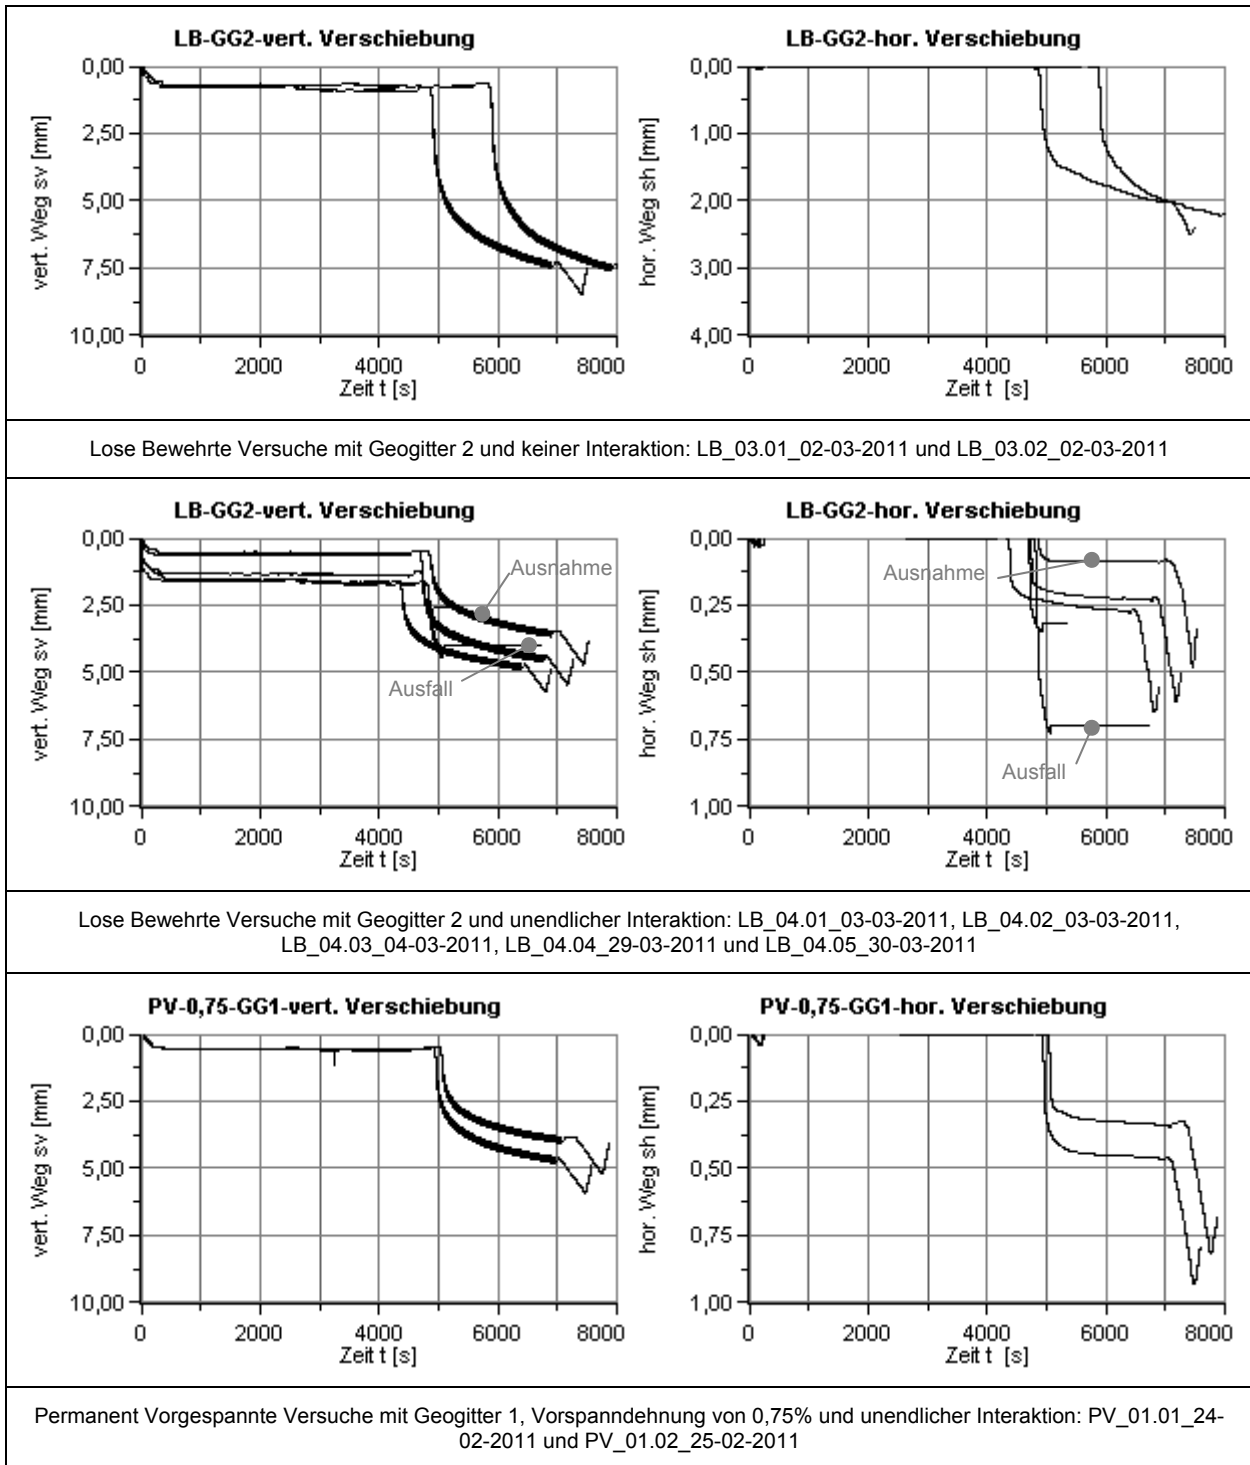 LB-GG2-vert. Verschiebung
vert. Weg sv [mm]
0,00
2,50
5,00
7,50
10,00
0 2000 4000 6000 8000
Zeit t [s]
LB-GG2-hor. Verschiebung
hor. Weg sh [mm]
0,00
1,00
2,00
3,00
4,00
0 2000 4000 6000 8000
Zeit t [s]
Lose Bewehrte Versuche mit Geogitter 2 und keiner Interaktion: LB_03.01_02-03-2011 und LB_03.02_02-03-2011
LB-GG2-vert. Verschiebung
vert. Weg sv [mm]
0,00
2,50
5,00
7,50
10,00
Ausnahme
Ausfall
0 2000 4000 6000 8000
Zeit t [s]
LB-GG2-hor. Verschiebung
hor. Weg sh [mm]
0,00
0,25
0,50
0,75
1,00
Ausnahme
Ausfall
0 2000 4000 6000 8000
Zeit t [s]
Lose Bewehrte Versuche mit Geogitter 2 und unendlicher Interaktion: LB_04.01_03-03-2011, LB_04.02_03-03-2011,
LB_04.03_04-03-2011, LB_04.04_29-03-2011 und LB_04.05_30-03-2011
PV-0,75-GG1-vert. Verschiebung
vert. Weg sv [mm]
0,00
2,50
5,00
7,50
10,00
0 2000 4000 6000 8000
Zeit t [s]
PV-0,75-GG1-hor. Verschiebung
hor. Weg sh [mm]
0,00
0,25
0,50
0,75
1,00
0 2000 4000 6000 8000
Zeit t [s]
Permanent Vorgespannte Versuche mit Geogitter 1, Vorspanndehnung von 0,75% und unendlicher Interaktion: PV_01.01_24-
02-2011 und PV_01.02_25-02-2011